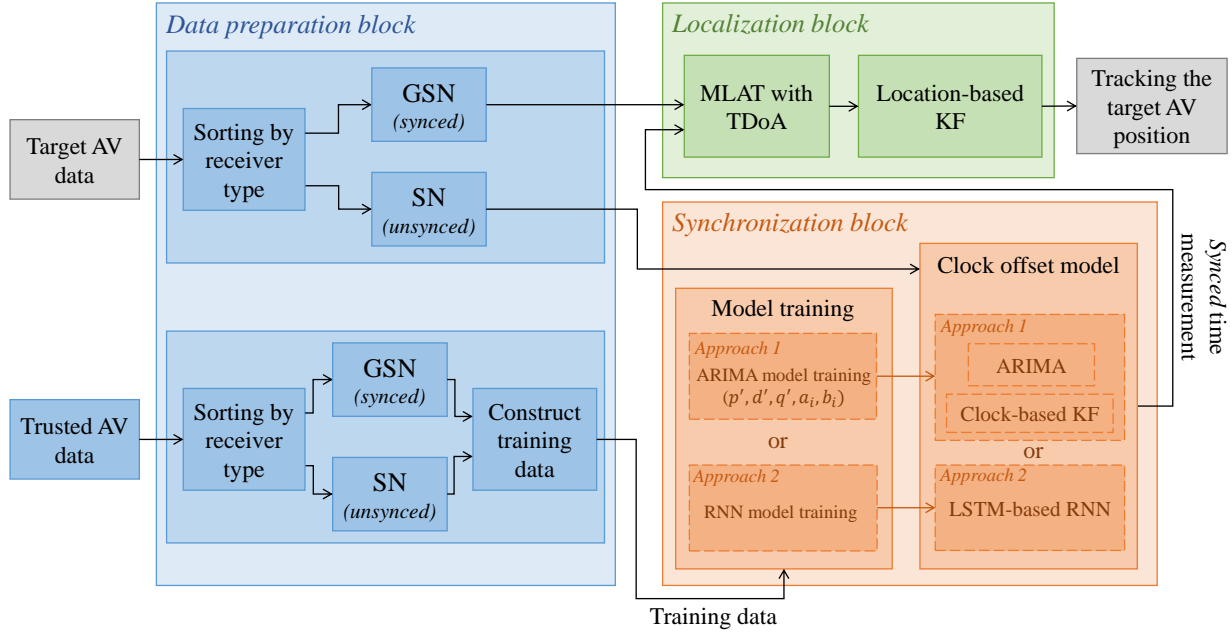 Data preparation block
Target AV
data
Sorting by
receiver
type
GSN
(synced)
SN
(unsynced)
Trusted AV
data
Sorting by
receiver
type
GSN
(synced)
SN
(unsynced)
Construct
training
data
Training data
Localization block
MLAT with
TDoA
Location-based
KF
Tracking the
target AV
position
Synchronization block
Model training
Approach 1
ARIMA model training
(p′, d′, q′, a_i, b_i)
or
Approach 2
RNN model training
Clock offset model
Approach 1
ARIMA
Clock-based KF
or
Approach 2
LSTM-based RNN
Synced time
measurement